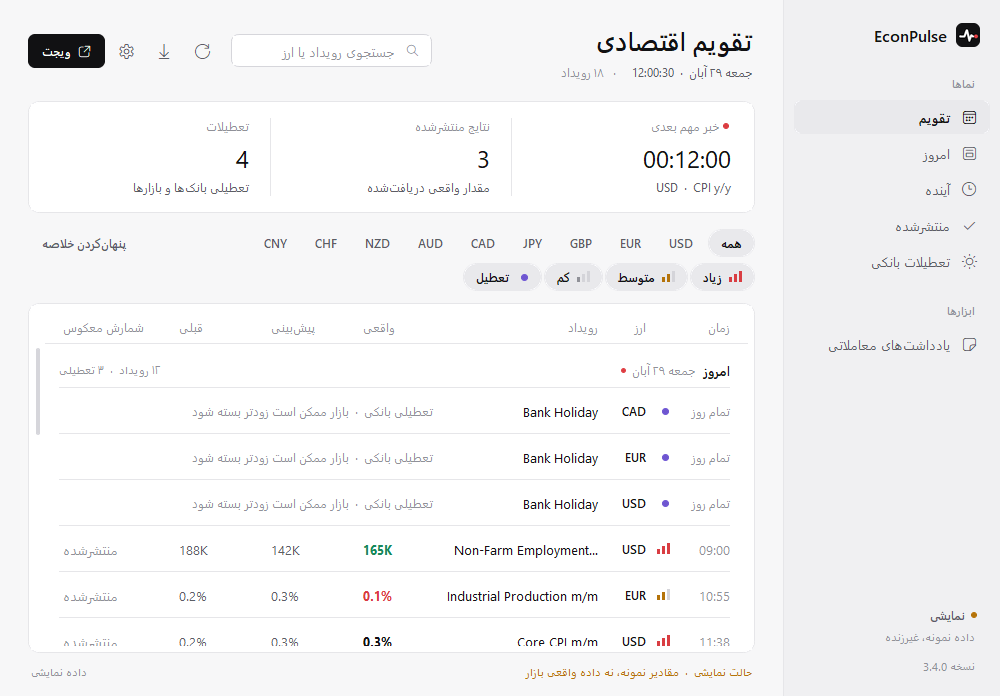 EconPulse
نماها
تقویم
امروز
آینده
منتشرشده
تعطیلات بانکی
ابزارها
یادداشت‌های معاملاتی
نمایشی
داده نمونه، غیرزنده
نسخه 3.4.0
تقویم اقتصادی
جمعه ۲۹ آبان · 12:00:30 · ۱۸ رویداد
جستجوی رویداد یا ارز
ویجت
خبر مهم بعدی
00:12:00
USD · CPI y/y
نتایج منتشرشده
3
مقدار واقعی دریافت‌شده
تعطیلات
4
تعطیلی بانک‌ها و بازارها
همه USD EUR GBP JPY CAD AUD NZD CHF CNY پنهان‌کردن خلاصه
زیاد متوسط کم تعطیل
زمان ارز رویداد واقعی پیش‌بینی قبلی شمارش معکوس
امروز جمعه ۲۹ آبان ۱۲ رویداد · ۳ تعطیلی
تمام روز CAD Bank Holiday تعطیلی بانکی · بازار ممکن است زودتر بسته شود
تمام روز EUR Bank Holiday تعطیلی بانکی · بازار ممکن است زودتر بسته شود
تمام روز USD Bank Holiday تعطیلی بانکی · بازار ممکن است زودتر بسته شود
09:00 USD Non-Farm Employment... 165K 142K 188K منتشرشده
10:55 EUR Industrial Production m/m 0.1% 0.3% 0.2% منتشرشده
11:38 USD Core CPI m/m 0.3% 0.3% 0.2% منتشرشده
حالت نمایشی · مقادیر نمونه، نه داده واقعی بازار
داده نمایشی